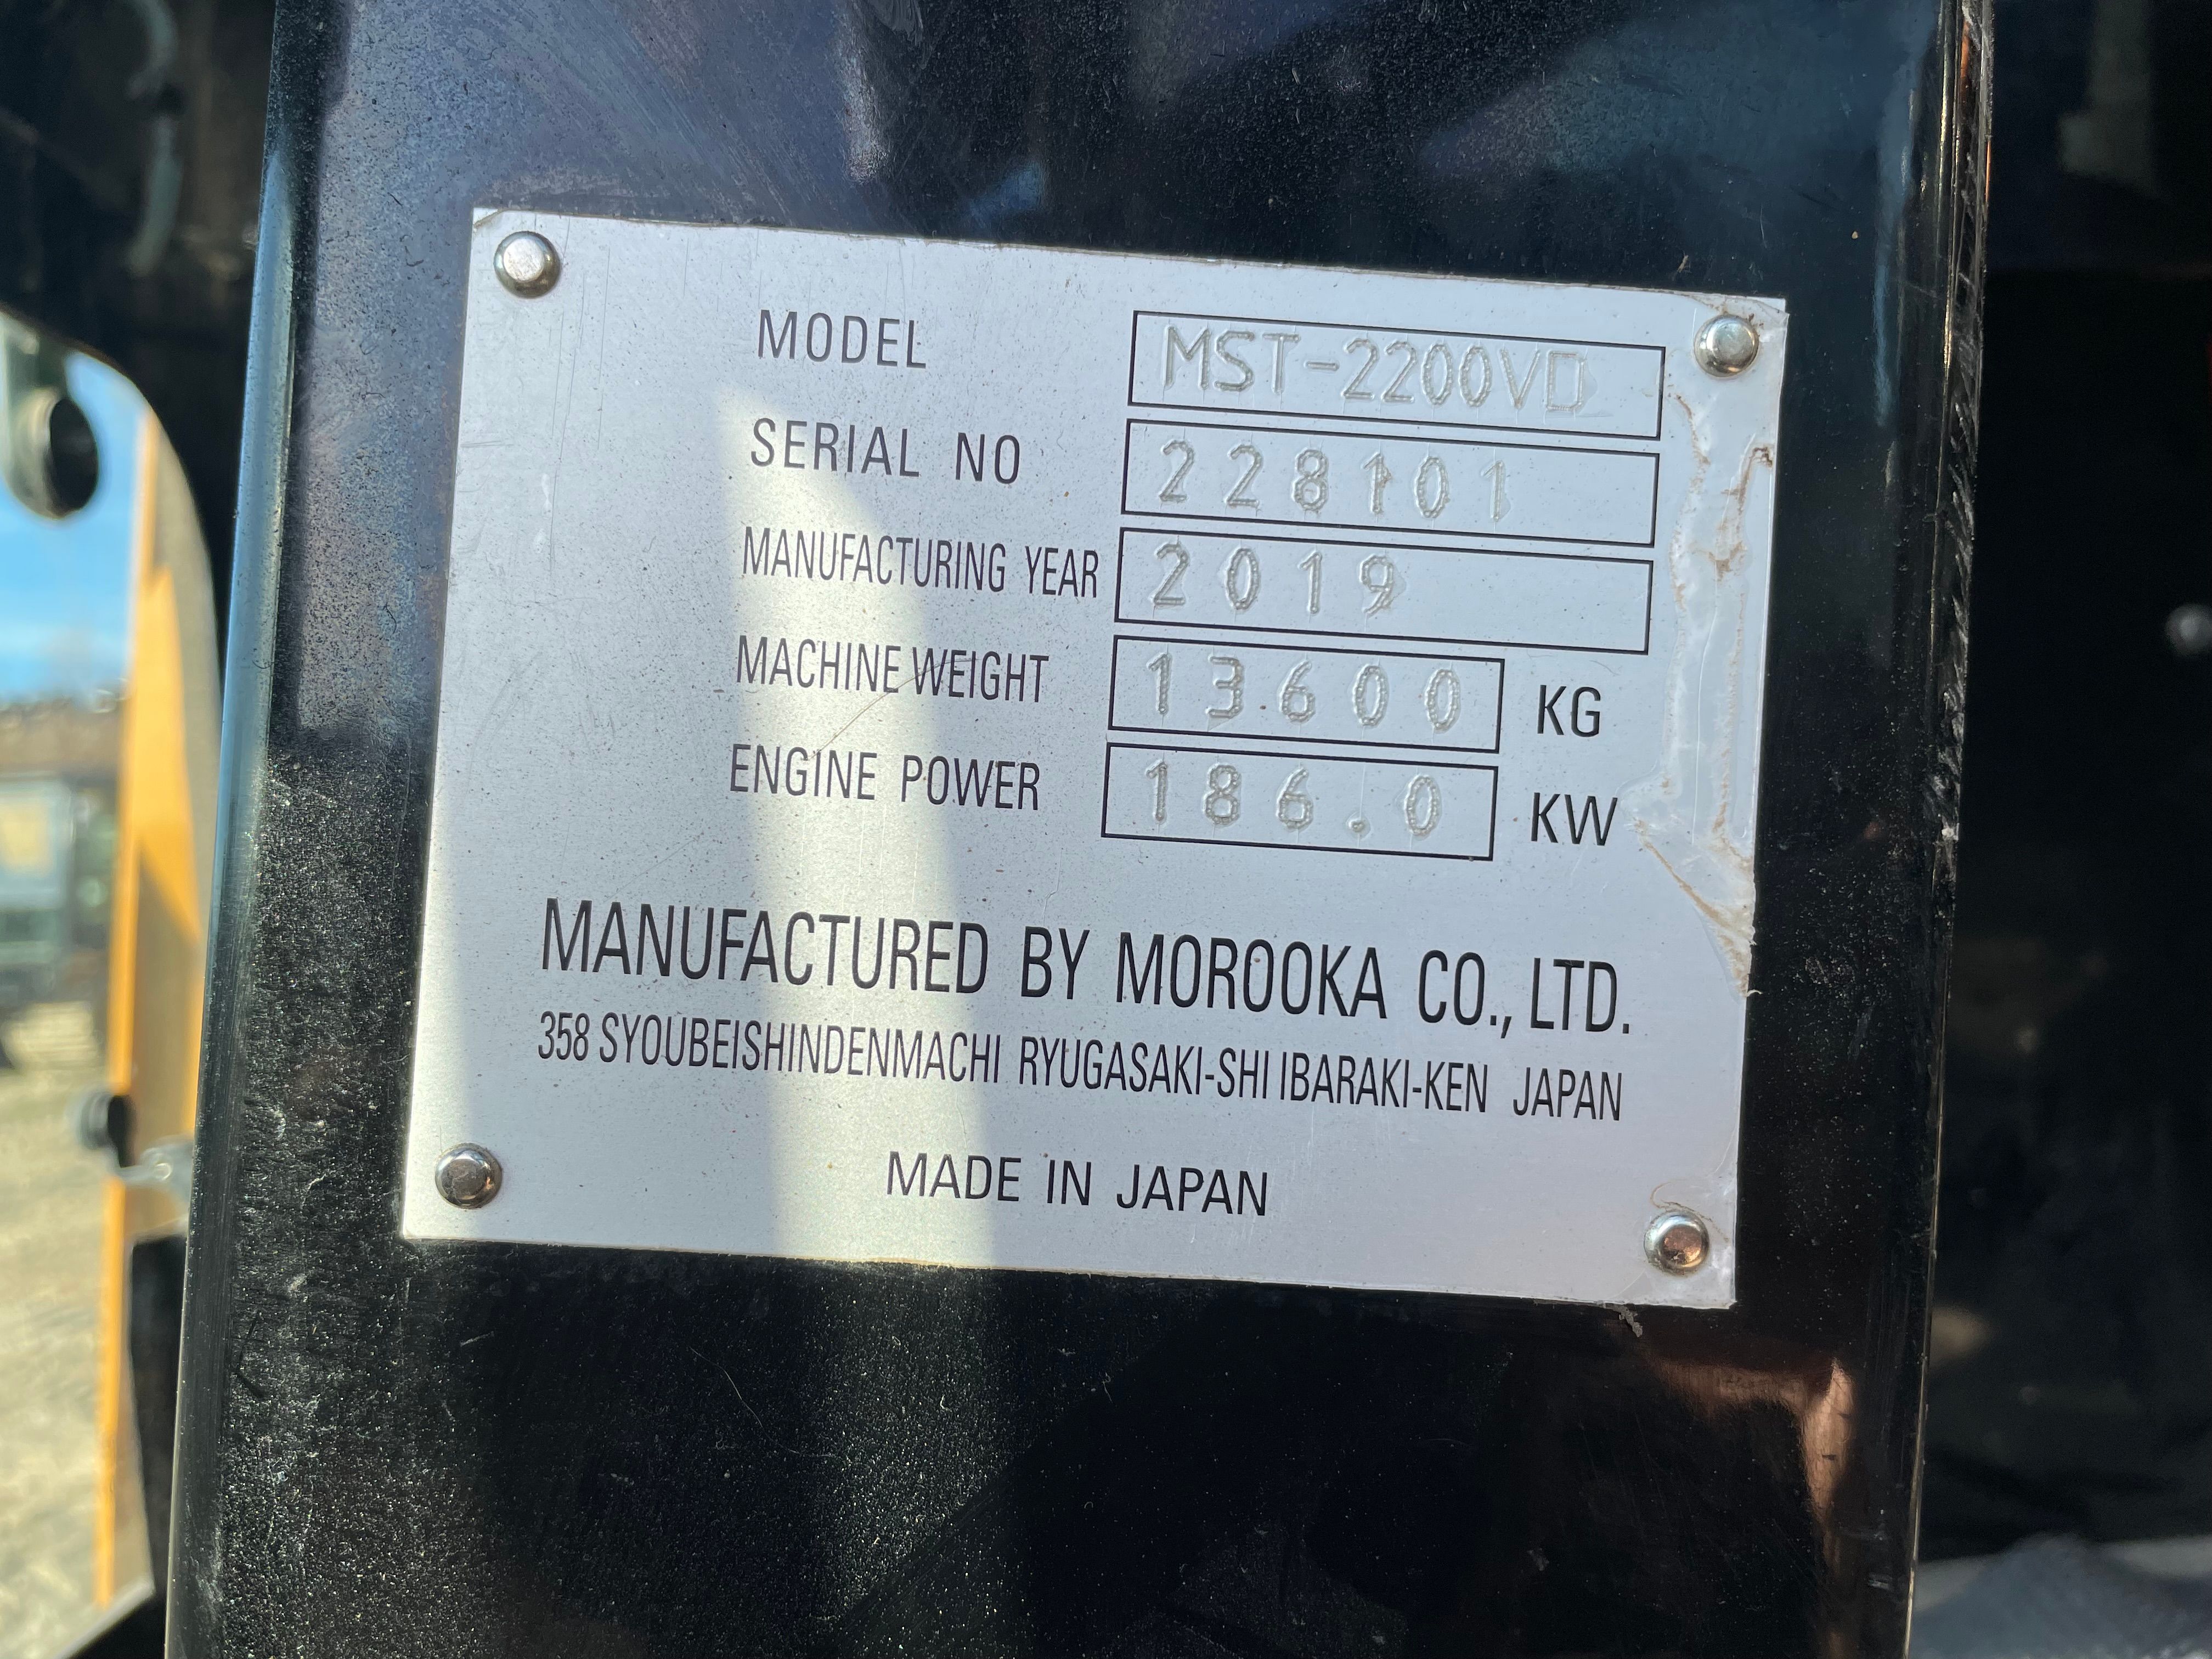 MODEL MST-2200VD
SERIAL NO 228101
MANUFACTURING YEAR 2019
MACHINE WEIGHT 13600 KG
ENGINE POWER 186.0 KW
MANUFACTURED BY MOROOKA CO., LTD.
358 SYOUBEISHINDENMACHI RYUGASAKI-SHI IBARAKI-KEN JAPAN
MADE IN JAPAN